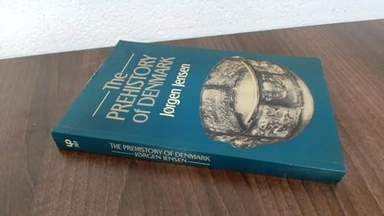 The
PREHISTORY
of DENMARK
Jørgen Jensen
THE PREHISTORY OF DENMARK
JØRGEN JENSEN